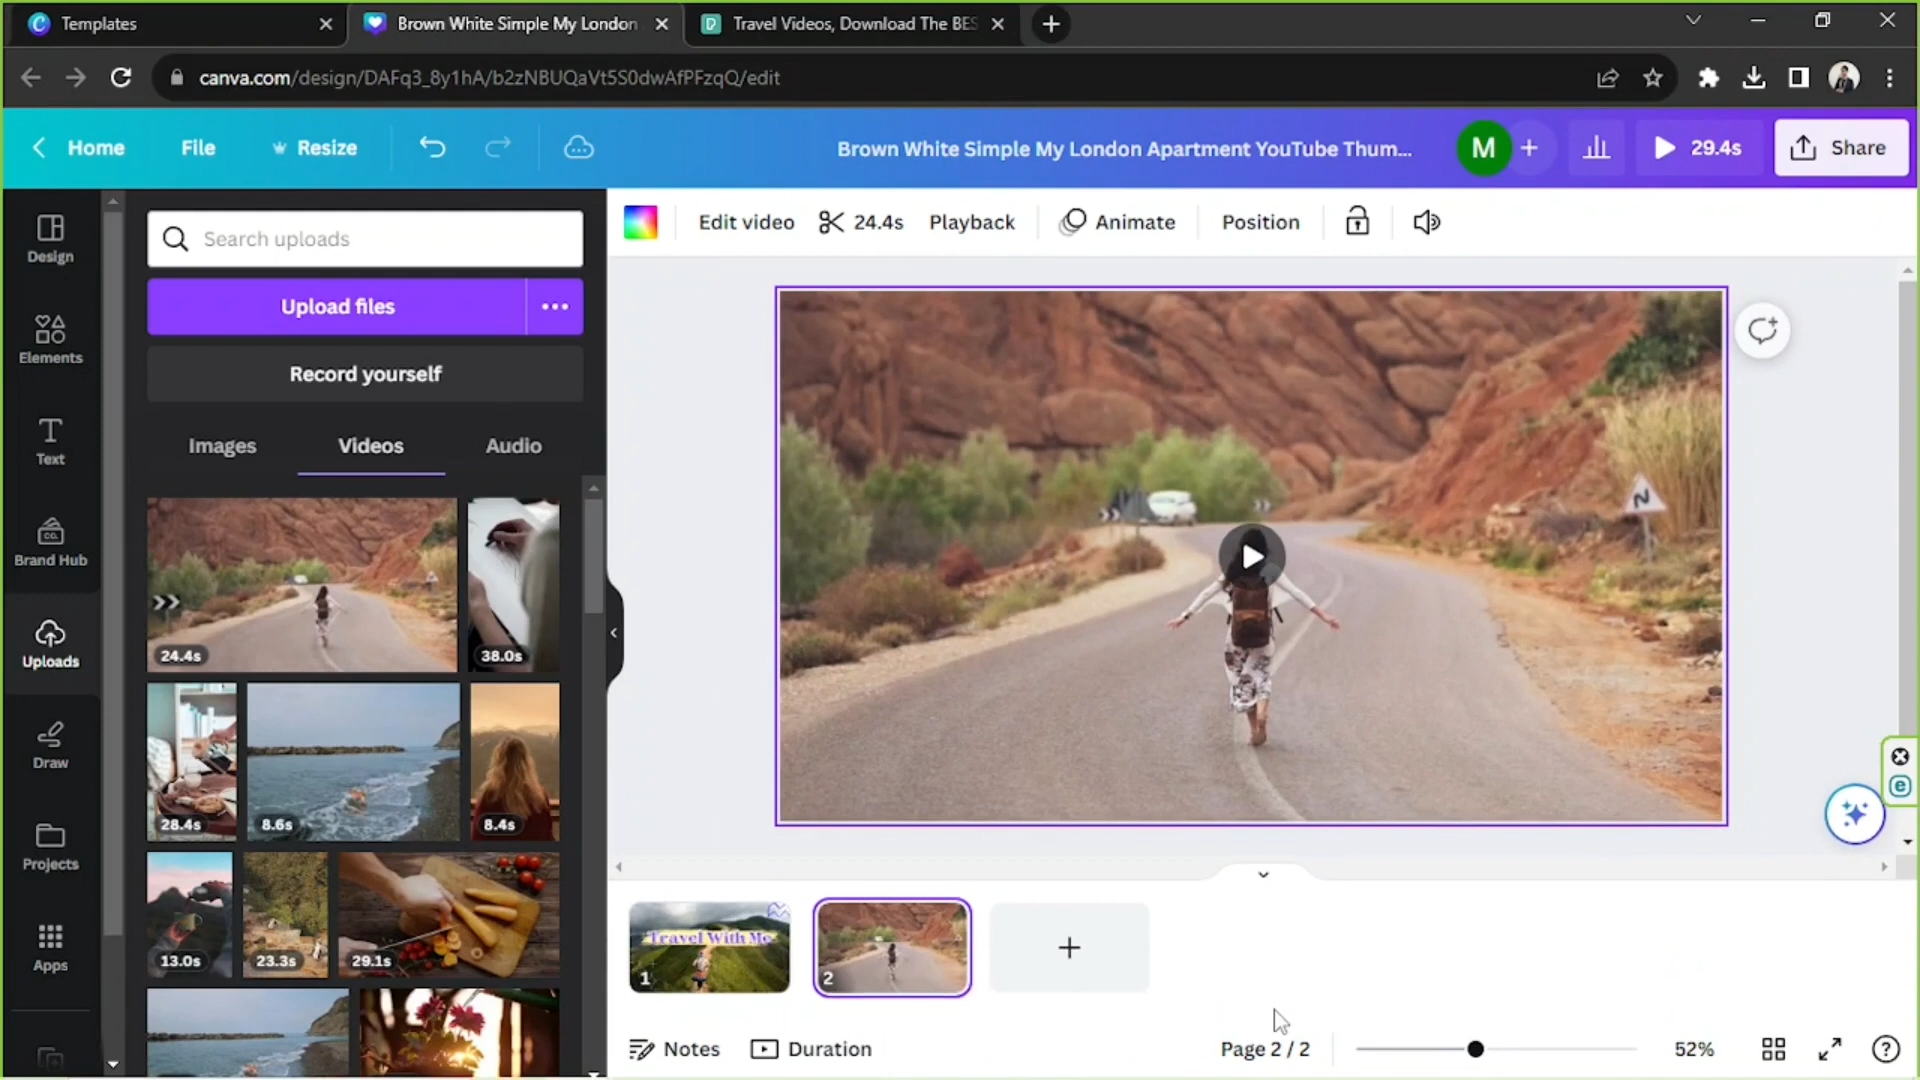 Templates
Brown White Simple My London
Travel Videos, Download The BES
canva.com/design/DAFq3_8y1hA/b2zNBUQaVt5S0dwAfPFzqQ/edit
Home
File
Resize
Brown White Simple My London Apartment YouTube Thum...
M
29.4s
Share
Design
Elements
Text
Brand Hub
Uploads
Draw
Projects
Apps
Search uploads
Upload files
Record yourself
Images
Videos
Audio
24.4s
38.0s
28.4s
8.6s
8.4s
13.0s
23.3s
29.1s
Edit video
24.4s
Playback
Animate
Position
N
Travel With Me
1
2
Notes
Duration
Page 2 / 2
52%